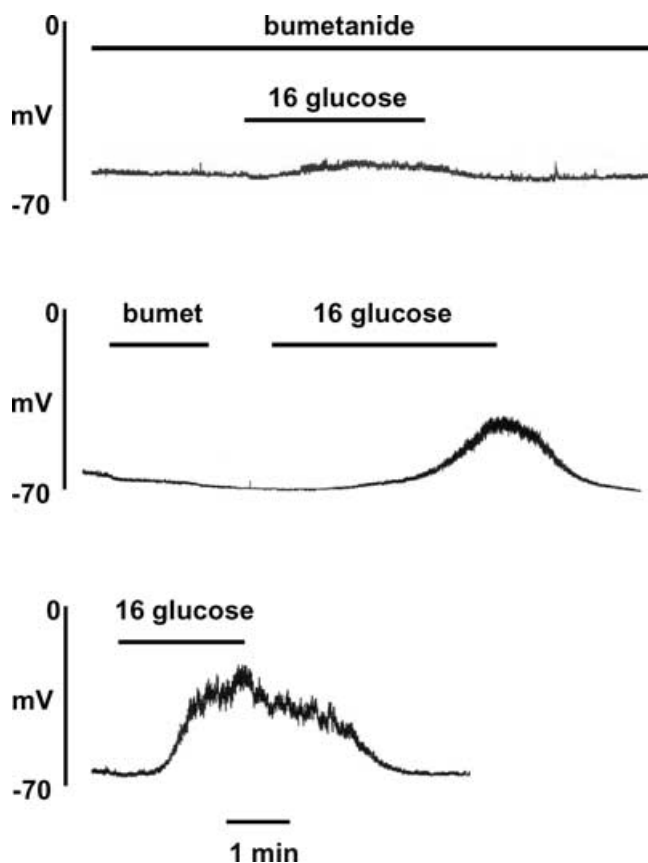 0
bumetanide
16 glucose
mV
-70
0
bumet 16 glucose
mV
-70
0
16 glucose
mV
-70
1 min